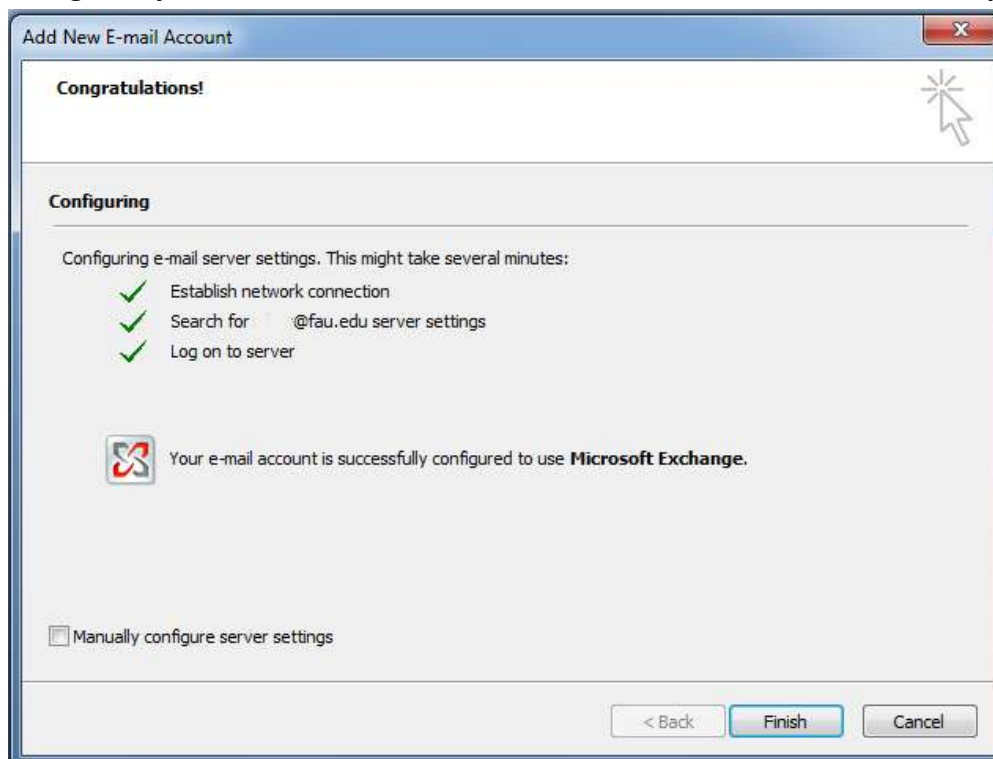 Add New E-mail Account
Congratulations!
Configuring
Configuring e-mail server settings. This might take several minutes:
Establish network connection
Search for @fau.edu server settings
Log on to server
Your e-mail account is successfully configured to use Microsoft Exchange.
Manually configure server settings
< Back Finish Cancel